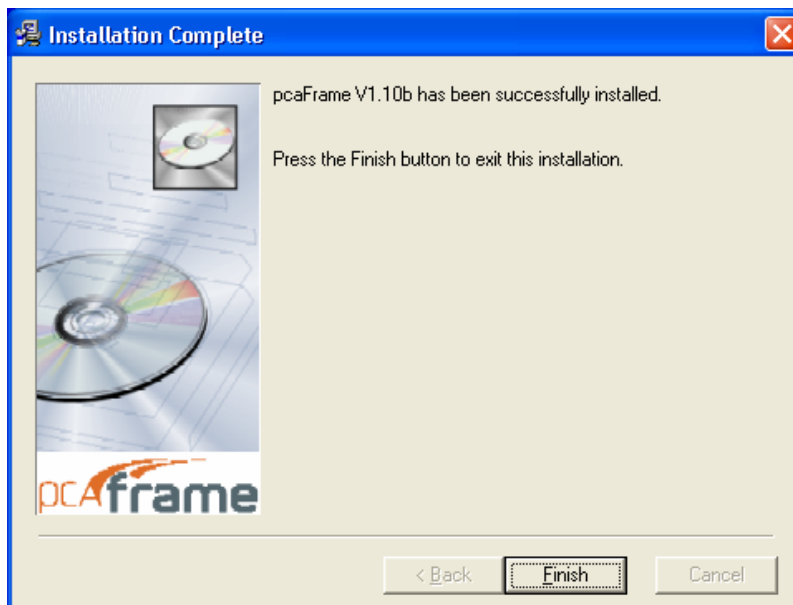 Installation Complete
pcaFrame V1.10b has been successfully installed.
Press the Finish button to exit this installation.
pcaframe
< Back
Finish
Cancel